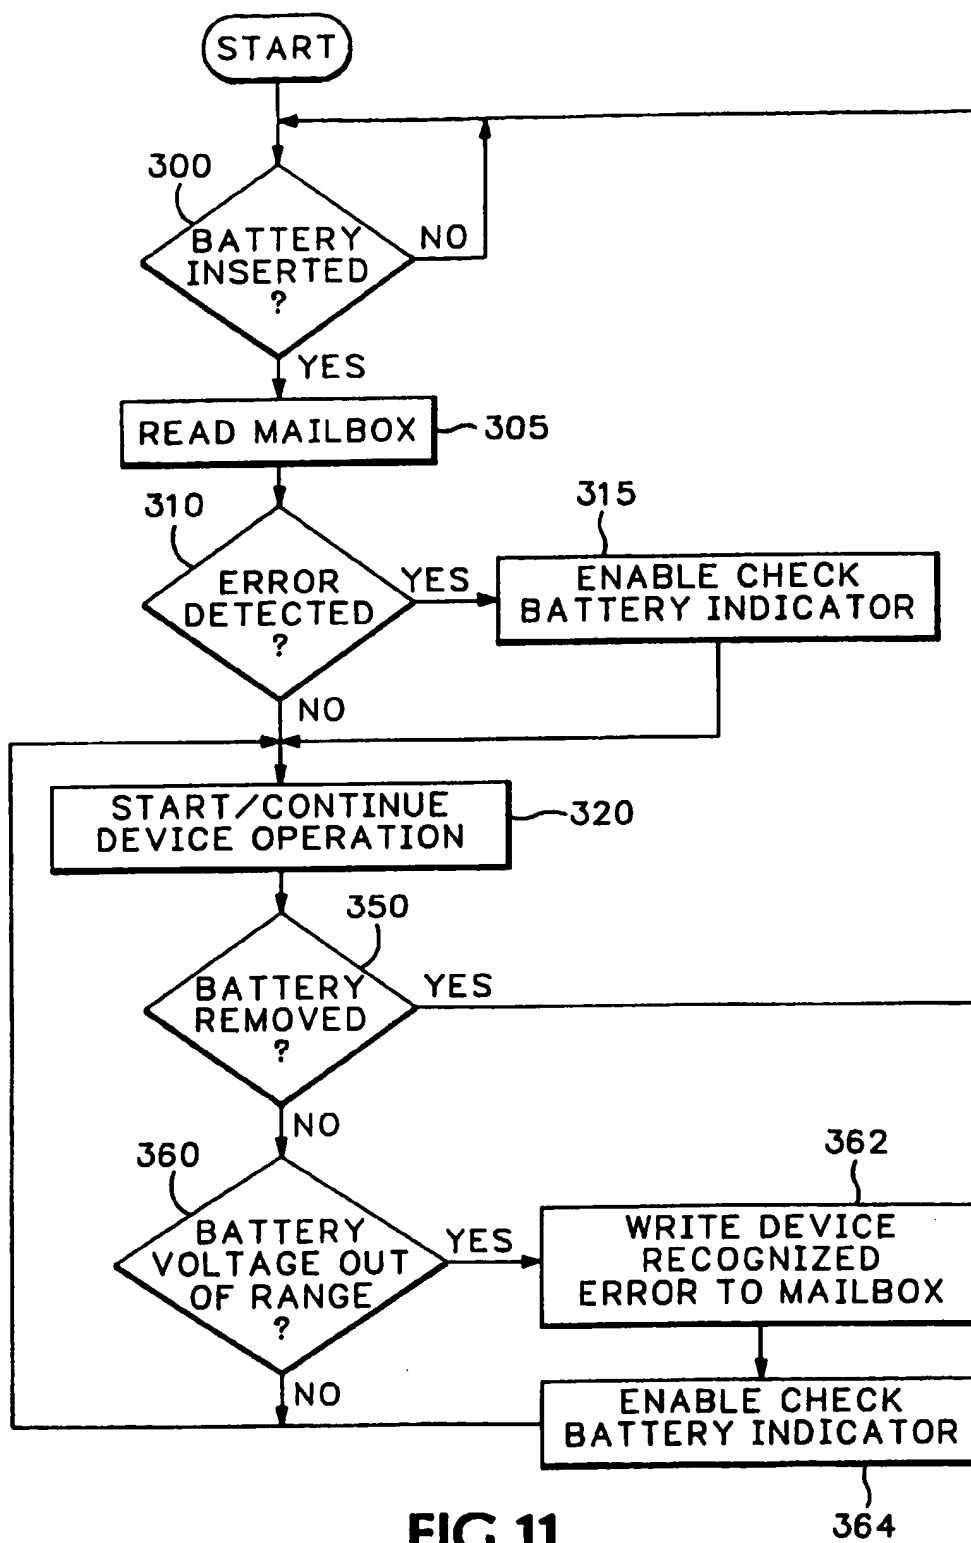 START
300
BATTERY
INSERTED
?
NO
YES
READ MAILBOX
305
310
ERROR
DETECTED
?
YES
315
ENABLE CHECK
BATTERY INDICATOR
NO
START/CONTINUE
DEVICE OPERATION
320
350
BATTERY
REMOVED
?
YES
NO
360
BATTERY
VOLTAGE OUT
OF RANGE
?
YES
362
WRITE DEVICE
RECOGNIZED
ERROR TO MAILBOX
NO
ENABLE CHECK
BATTERY INDICATOR
364
FIG. 11